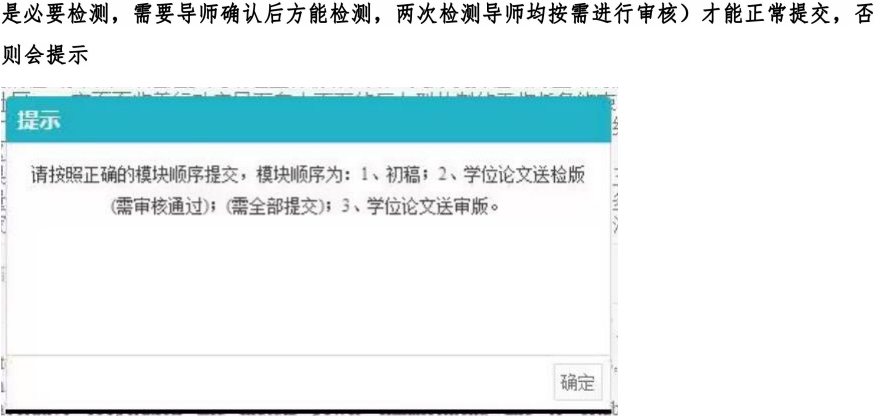 是必要检测，需要导师确认后方能检测，两次检测导师均按需进行审核）才能正常提交，否
则会提示
提示
请按照正确的模块顺序提交，模块顺序为：1、初稿；2、学位论文送检版
(需审核通过)；(需全部提交)；3、学位论文送审版。
确定